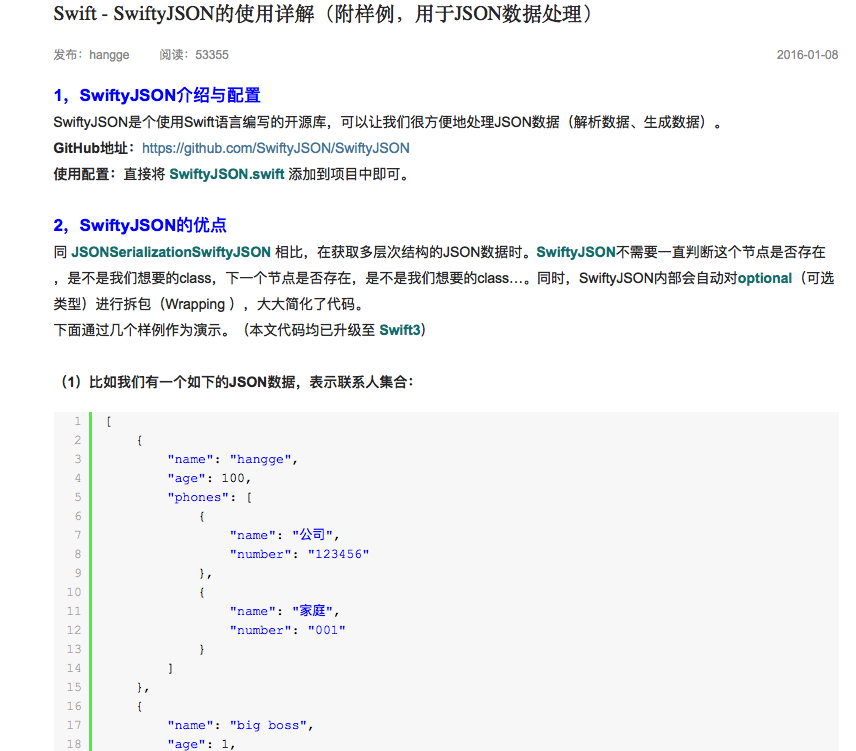 Swift - SwiftyJSON的使用详解（附样例，用于JSON数据处理）
发布：hangge 阅读：53355 2016-01-08
1，SwiftyJSON介绍与配置
SwiftyJSON是个使用Swift语言编写的开源库，可以让我们很方便地处理JSON数据（解析数据、生成数据）。
GitHub地址：https://github.com/SwiftyJSON/SwiftyJSON
使用配置：直接将 SwiftyJSON.swift 添加到项目中即可。
2，SwiftyJSON的优点
同 JSONSerializationSwiftyJSON 相比，在获取多层次结构的JSON数据时。SwiftyJSON不需要一直判断这个节点是否存在
，是不是我们想要的class，下一个节点是否存在，是不是我们想要的class…。同时，SwiftyJSON内部会自动对optional（可选
类型）进行拆包（Wrapping ），大大简化了代码。
下面通过几个样例作为演示。（本文代码均已升级至 Swift3）
（1）比如我们有一个如下的JSON数据，表示联系人集合：
1 [
2 {
3 "name": "hangge",
4 "age": 100,
5 "phones": [
6 {
7 "name": "公司",
8 "number": "123456"
9 },
10 {
11 "name": "家庭",
12 "number": "001"
13 }
14 ]
15 },
16 {
17 "name": "big boss",
18 "age": 1,